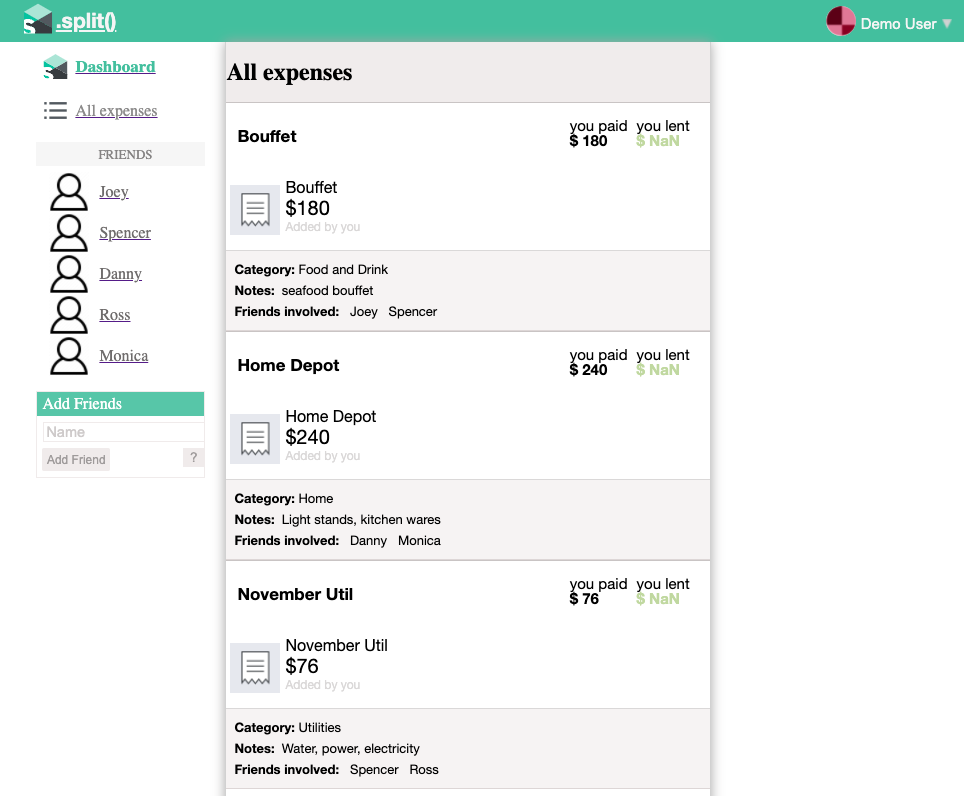 .split()
Demo User
Dashboard
All expenses
FRIENDS
Joey
Spencer
Danny
Ross
Monica
Add Friends
Name
Add Friend
?
All expenses
Bouffet
you paid you lent
$ 180 $ NaN
Bouffet
$180
Added by you
Category: Food and Drink
Notes: seafood bouffet
Friends involved: Joey Spencer
Home Depot
you paid you lent
$ 240 $ NaN
Home Depot
$240
Added by you
Category: Home
Notes: Light stands, kitchen wares
Friends involved: Danny Monica
November Util
you paid you lent
$ 76 $ NaN
November Util
$76
Added by you
Category: Utilities
Notes: Water, power, electricity
Friends involved: Spencer Ross